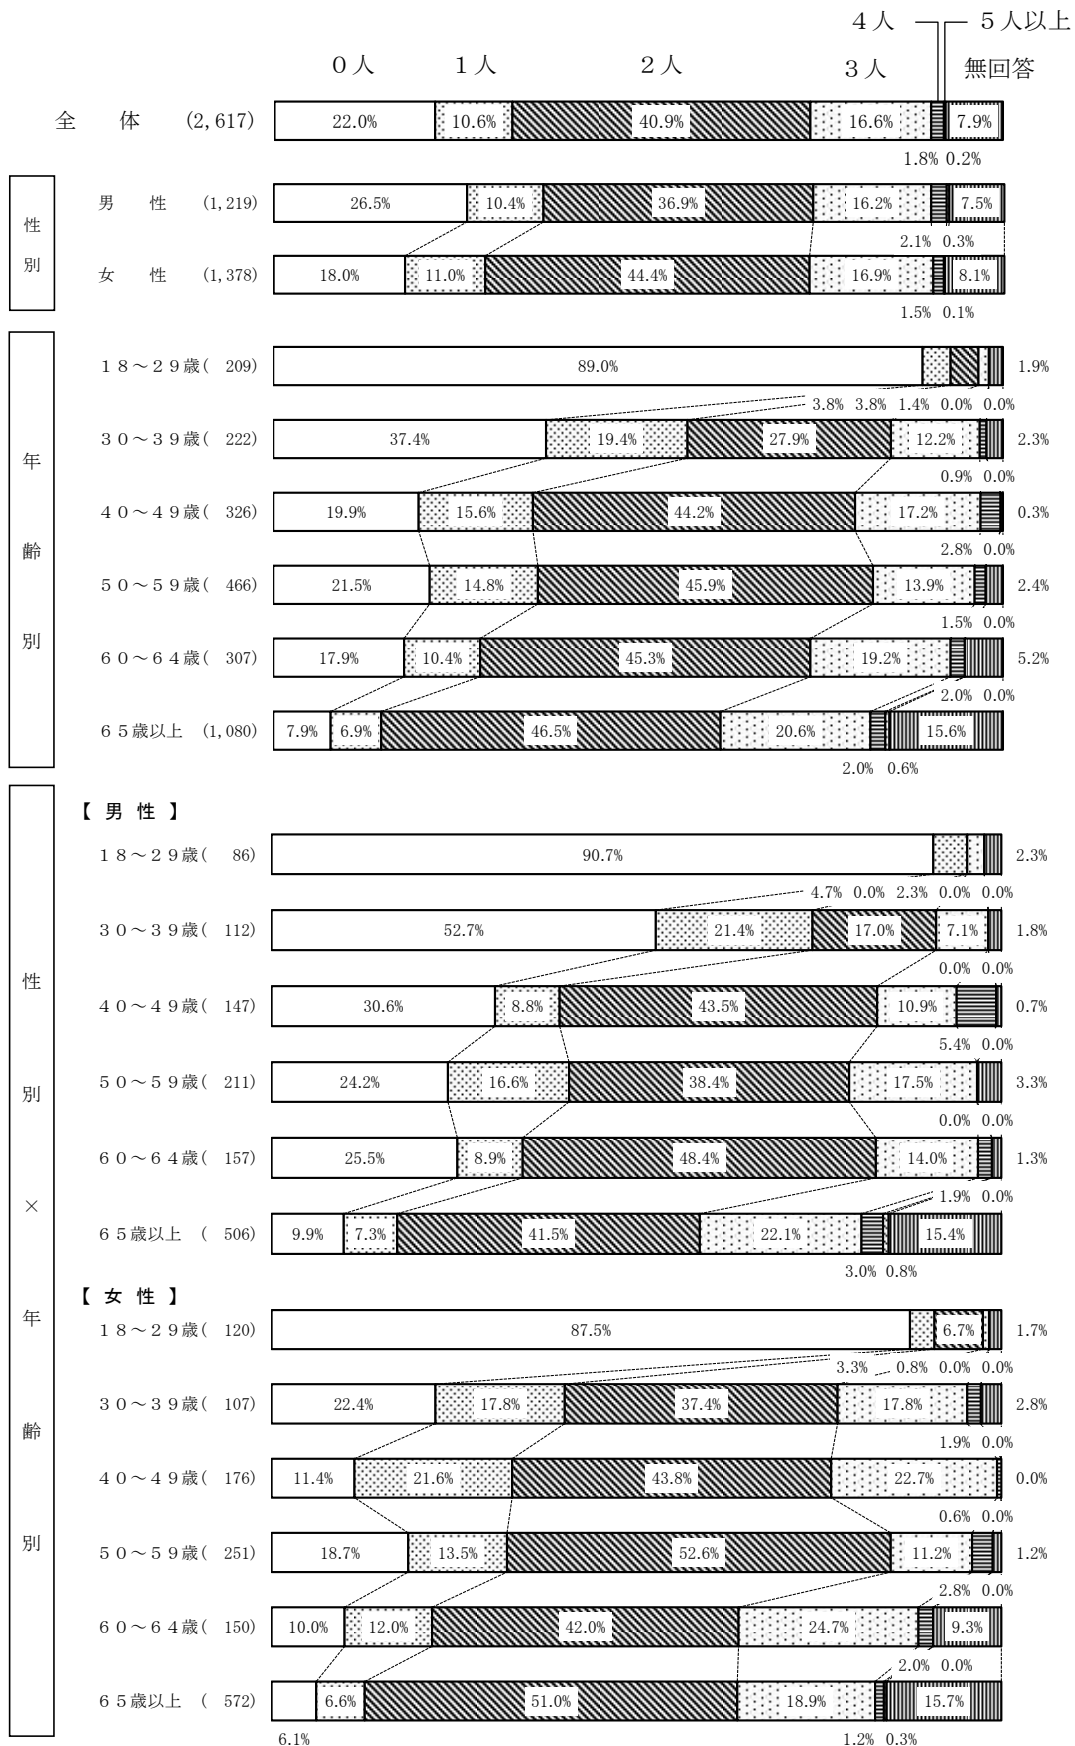 ４人 ５人以上
０人 １人 ２人 ３人 無回答
全 体 (2,617) 22.0% 10.6% 40.9% 16.6% 7.9%
1.8% 0.2%
性別
男 性 (1,219) 26.5% 10.4% 36.9% 16.2% 7.5%
2.1% 0.3%
女 性 (1,378) 18.0% 11.0% 44.4% 16.9% 8.1%
1.5% 0.1%
年齢別
１８～２９歳( 209) 89.0% 1.9%
3.8% 3.8% 1.4% 0.0% 0.0%
３０～３９歳( 222) 37.4% 19.4% 27.9% 12.2% 2.3%
0.9% 0.0%
４０～４９歳( 326) 19.9% 15.6% 44.2% 17.2% 0.3%
2.8% 0.0%
５０～５９歳( 466) 21.5% 14.8% 45.9% 13.9% 2.4%
1.5% 0.0%
６０～６４歳( 307) 17.9% 10.4% 45.3% 19.2% 5.2%
2.0% 0.0%
６５歳以上 (1,080) 7.9% 6.9% 46.5% 20.6% 15.6%
2.0% 0.6%
性別×年齢別
【 男 性 】
１８～２９歳( 86) 90.7% 2.3%
4.7% 0.0% 2.3% 0.0% 0.0%
３０～３９歳( 112) 52.7% 21.4% 17.0% 7.1% 1.8%
0.0% 0.0%
４０～４９歳( 147) 30.6% 8.8% 43.5% 10.9% 0.7%
5.4% 0.0%
５０～５９歳( 211) 24.2% 16.6% 38.4% 17.5% 3.3%
0.0% 0.0%
６０～６４歳( 157) 25.5% 8.9% 48.4% 14.0% 1.3%
1.9% 0.0%
６５歳以上 ( 506) 9.9% 7.3% 41.5% 22.1% 15.4%
3.0% 0.8%
【 女 性 】
１８～２９歳( 120) 87.5% 6.7% 1.7%
3.3% 0.8% 0.0% 0.0%
３０～３９歳( 107) 22.4% 17.8% 37.4% 17.8% 2.8%
1.9% 0.0%
４０～４９歳( 176) 11.4% 21.6% 43.8% 22.7% 0.0%
0.6% 0.0%
５０～５９歳( 251) 18.7% 13.5% 52.6% 11.2% 1.2%
2.8% 0.0%
６０～６４歳( 150) 10.0% 12.0% 42.0% 24.7% 9.3%
2.0% 0.0%
６５歳以上 ( 572) 6.6% 51.0% 18.9% 15.7%
6.1% 1.2% 0.3%